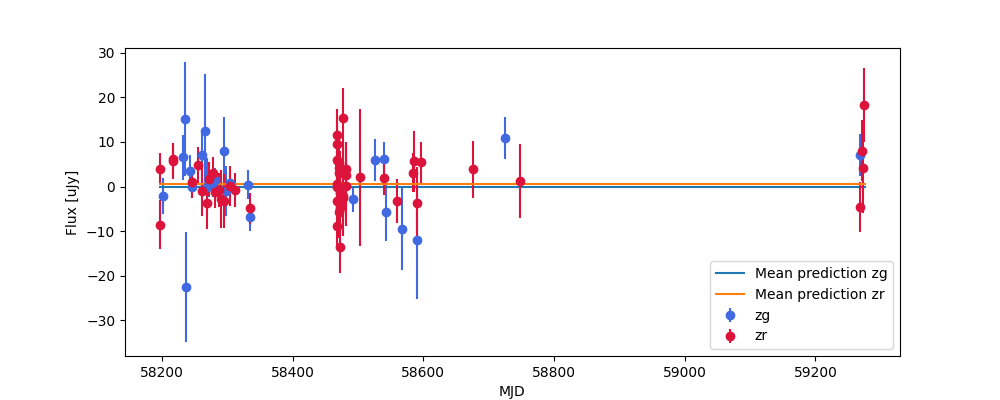 30
20
10
0
−10
−20
−30
Flux [uJy]
58200
58400
58600
58800
59000
59200
MJD
Mean prediction zg
Mean prediction zr
zg
zr